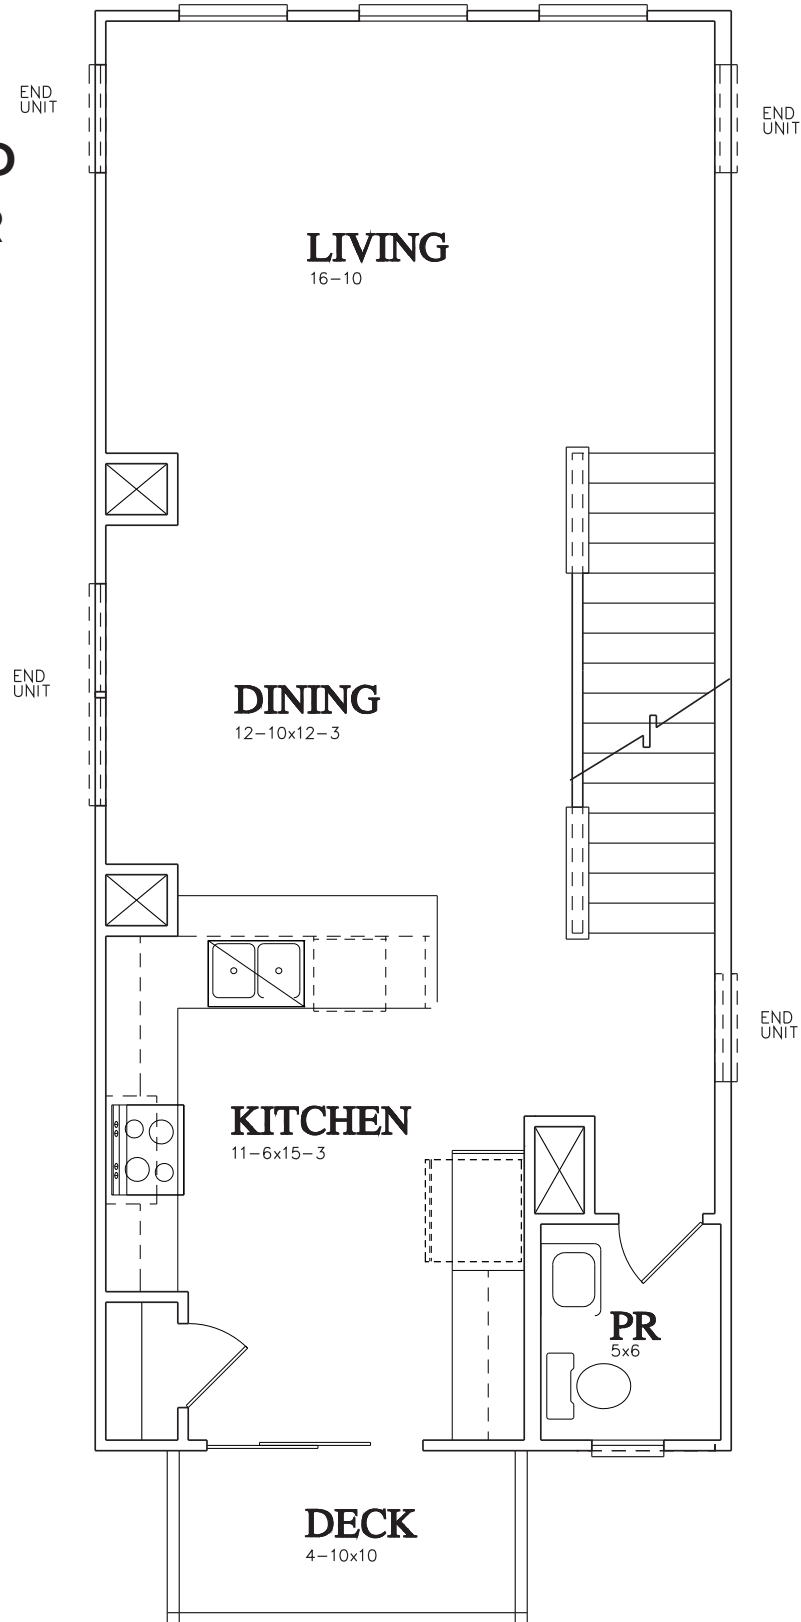 END
UNIT
END
UNIT
LIVING
16-10
END
UNIT
DINING
12-10x12-3
END
UNIT
KITCHEN
11-6x15-3
PR
5x6
DECK
4-10x10